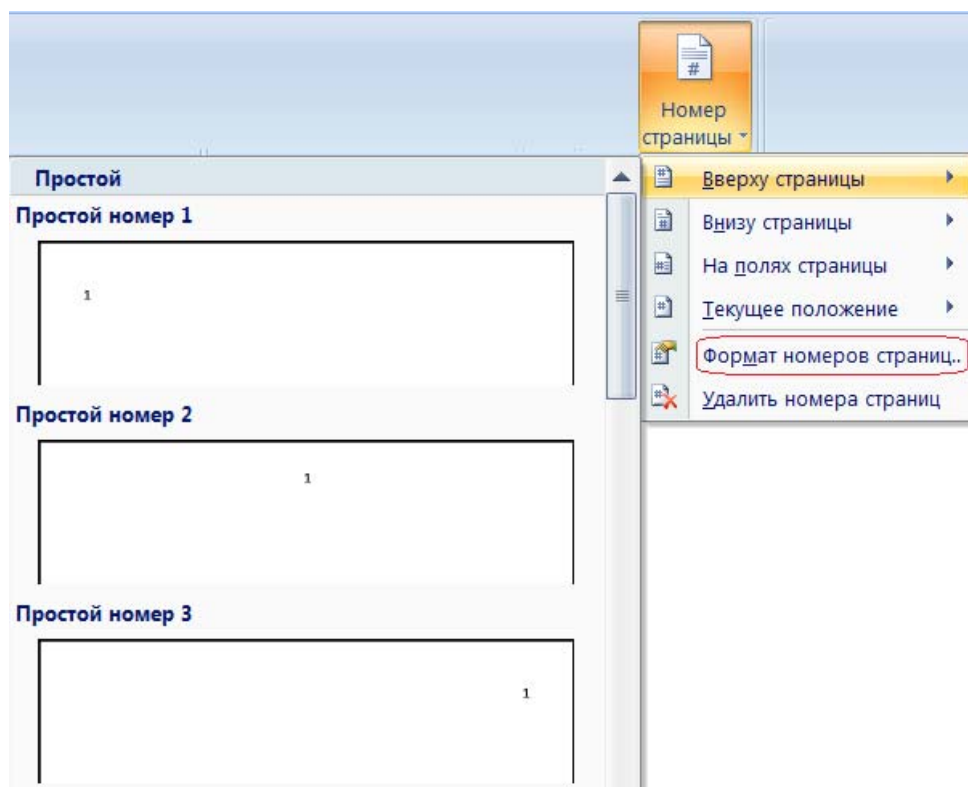 #
Номер
страницы
Простой
Простой номер 1
1
Простой номер 2
1
Простой номер 3
1
Вверху страницы
Внизу страницы
На полях страницы
Текущее положение
Формат номеров страниц..
Удалить номера страниц